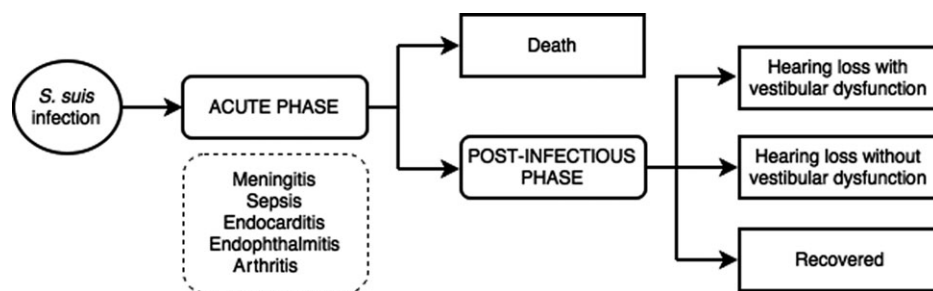 S. suis
infection
ACUTE PHASE
Meningitis
Sepsis
Endocarditis
Endophthalmitis
Arthritis
Death
POST-INFECTIOUS
PHASE
Hearing loss with
vestibular dysfunction
Hearing loss without
vestibular dysfunction
Recovered